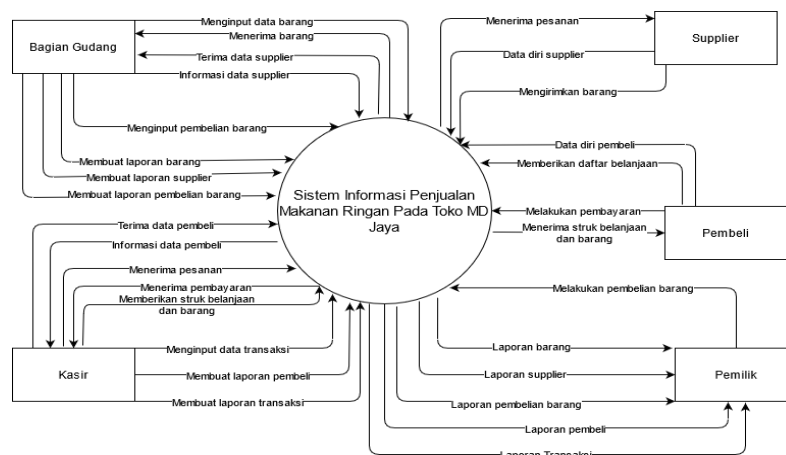 Menginput data barang
Menerima barang
Bagian Gudang
Terima data supplier
Informasi data supplier
Menginput pembelian barang
Membuat laporan barang
Membuat laporan supplier
Membuat laporan pembelian barang
Menerima pesanan
Supplier
Data diri supplier
Mengirimkan barang
Data diri pembeli
Memberikan daftar belanjaan
Sistem Informasi Penjualan
Makanan Ringan Pada Toko MD
Jaya
Melakukan pembayaran
Menerima struk belanjaan
dan barang
Pembeli
Terima data pembeli
Informasi data pembeli
Menerima pesanan
Menerima pembayaran
Memberikan struk belanjaan
dan barang
Kasir
Menginput data transaksi
Membuat laporan pembeli
Membuat laporan transaksi
Melakukan pembelian barang
Laporan barang
Laporan supplier
Pemilik
Laporan pembelian barang
Laporan pembeli
Laporan Transaksi